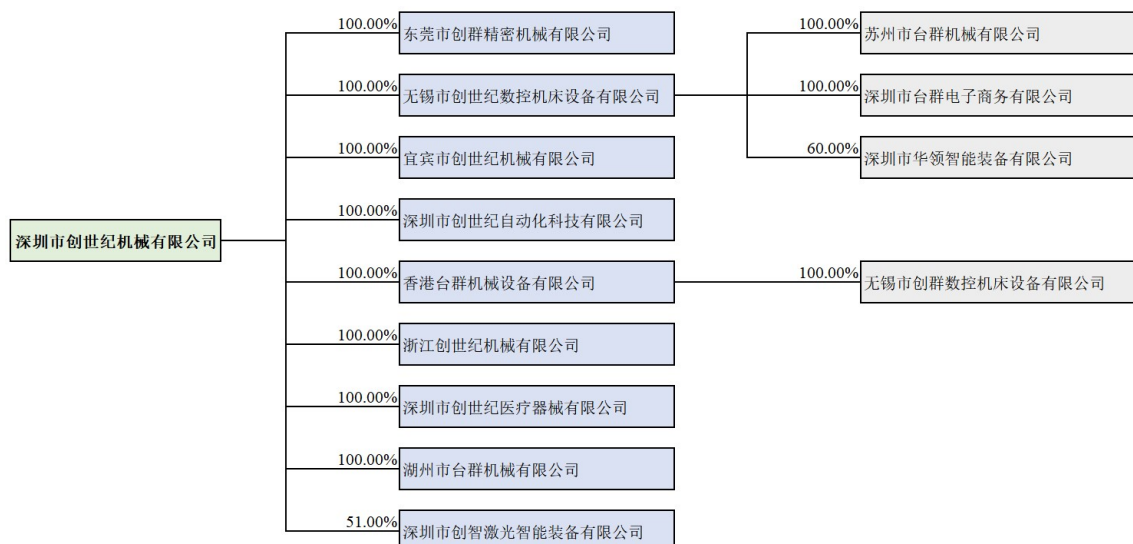 100.00%
东莞市创群精密机械有限公司
100.00%
苏州市台群机械有限公司
100.00%
无锡市创世纪数控机床设备有限公司
100.00%
深圳市台群电子商务有限公司
100.00%
宜宾市创世纪机械有限公司
60.00%
深圳市华领智能装备有限公司
100.00%
深圳市创世纪自动化科技有限公司
深圳市创世纪机械有限公司
100.00%
香港台群机械设备有限公司
100.00%
无锡市创群数控机床设备有限公司
100.00%
浙江创世纪机械有限公司
100.00%
深圳市创世纪医疗器械有限公司
100.00%
湖州市台群机械有限公司
51.00%
深圳市创智激光智能装备有限公司